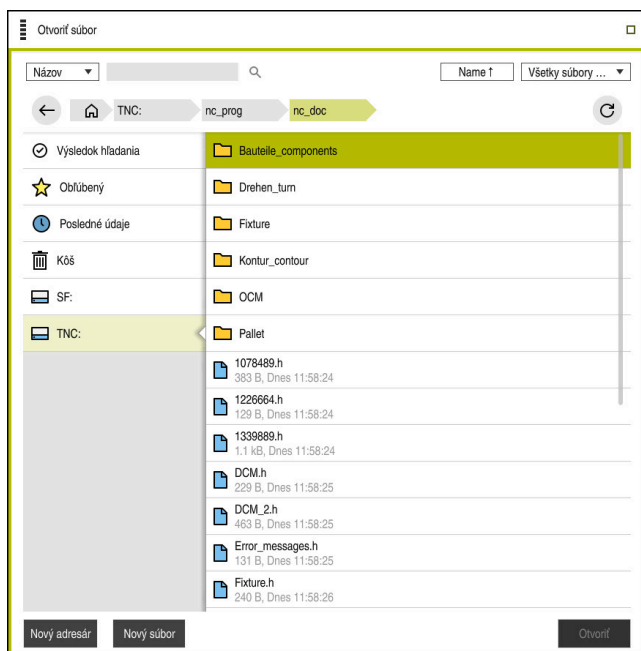 Otvoriť súbor
Názov ▼
Name ↑
Všetky súbory ... ▼
TNC:
nc_prog
nc_doc
Výsledok hľadania
Obľúbený
Posledné údaje
Kôš
SF:
TNC:
Bauteile_components
Drehen_turn
Fixture
Kontur_contour
OCM
Pallet
1078489.h
383 B, Dnes 11:58:24
1226664.h
129 B, Dnes 11:58:24
1339889.h
1.1 kB, Dnes 11:58:24
DCM.h
229 B, Dnes 11:58:25
DCM_2.h
463 B, Dnes 11:58:25
Error_messages.h
131 B, Dnes 11:58:25
Fixture.h
240 B, Dnes 11:58:26
Nový adresár
Nový súbor
Otvoriť